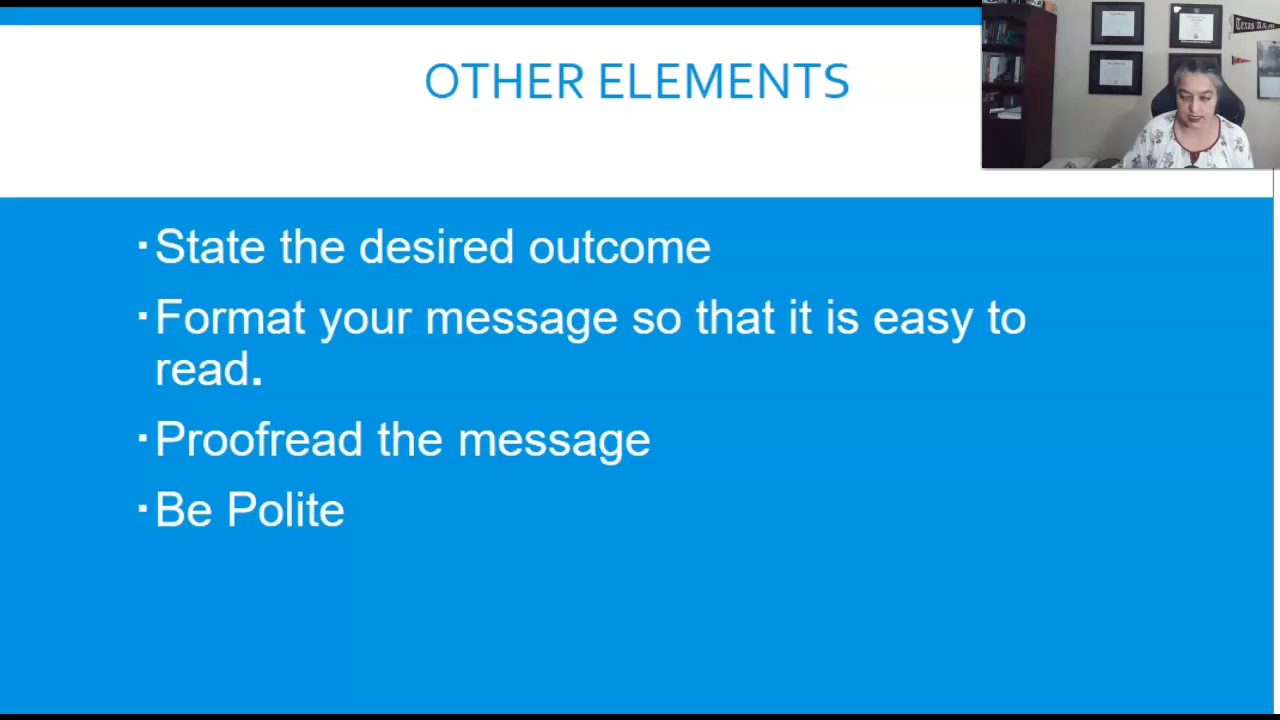 OTHER ELEMENTS
Texas A&M
▪State the desired outcome
▪Format your message so that it is easy to
read.
▪Proofread the message
▪Be Polite